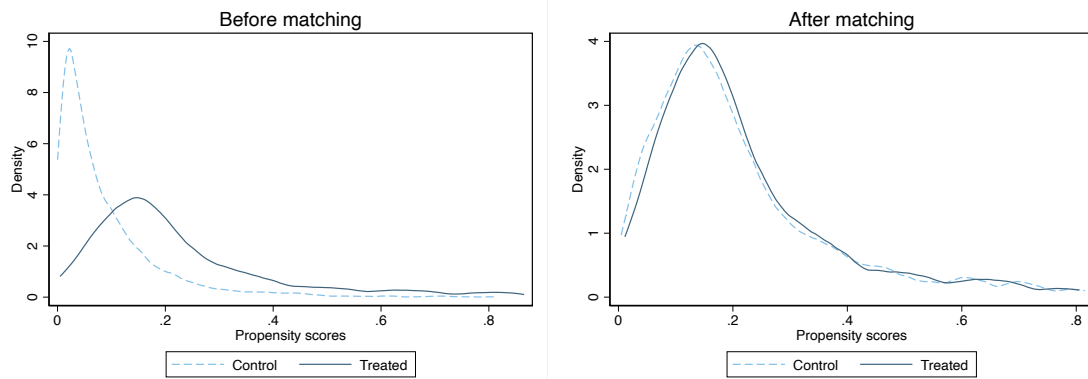 Before matching
Density
10
8
6
4
2
0
0
.2
.4
.6
.8
Propensity scores
Control
Treated
After matching
Density
4
3
2
1
0
0
.2
.4
.6
.8
Propensity scores
Control
Treated